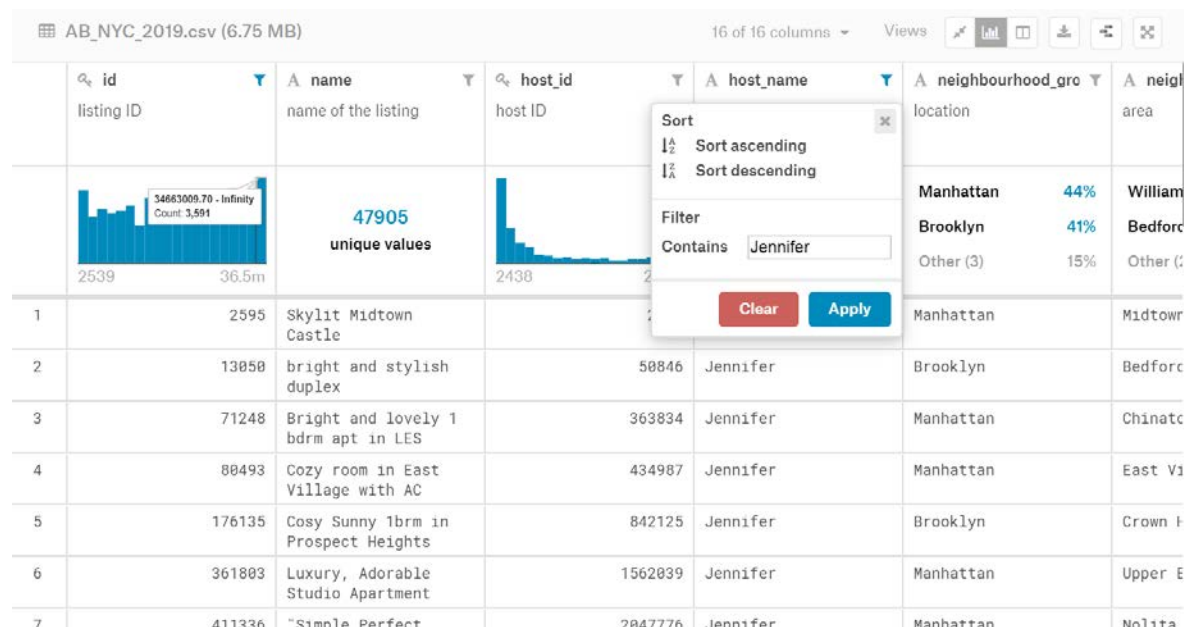 AB_NYC_2019.csv (6.75 MB)
16 of 16 columns
Views
id
A name
host_id
A host_name
A neighbourhood_gro
A neigl
listing ID
name of the listing
host ID
location
area
Sort
Sort ascending
Sort descending
Filter
Contains
Jennifer
Clear
Apply
34663009.70 - Infinity
Count: 3,591
2539
36.5m
47905
unique values
2438
Manhattan 44%
Brooklyn 41%
Other (3) 15%
William
Bedford
Other (2
1 2595 Skylit Midtown Manhattan Midtown
Castle
2 13050 bright and stylish 50846 Jennifer Brooklyn Bedford
duplex
3 71248 Bright and lovely 1 363834 Jennifer Manhattan Chinato
bdrm apt in LES
4 80493 Cozy room in East 434987 Jennifer Manhattan East Vi
Village with AC
5 176135 Cosy Sunny 1brm in 842125 Jennifer Brooklyn Crown H
Prospect Heights
6 361803 Luxury, Adorable 1562039 Jennifer Manhattan Upper E
Studio Apartment
7 411336 "Simple Perfect 2047776 Jennifer Manhattan Nolita